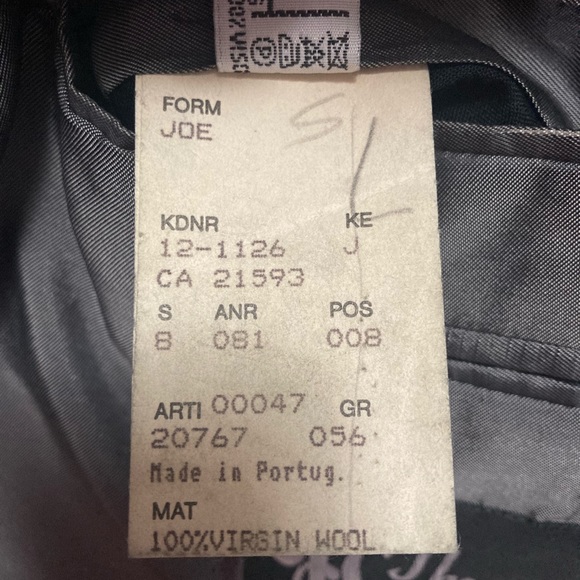 FORM
JOE
KDNR KE
12-1126 J
CA 21593
S ANR POS
8 081 008
ARTI 00047 GR
20767 056
Made in Portug.
MAT
100%VIRGIN WOOL